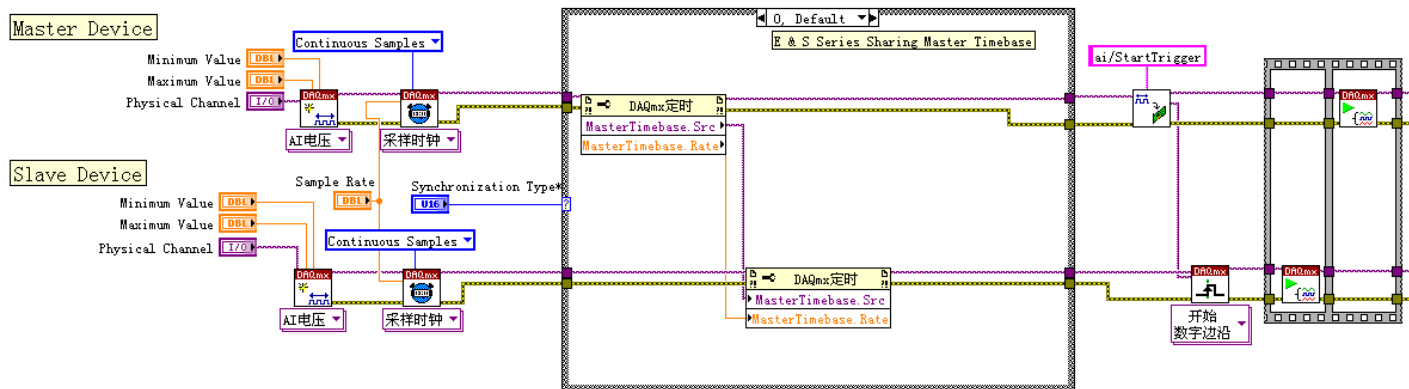 Master Device
Continuous Samples
0, Default
E & S Series Sharing Master Timebase
ai/StartTrigger
Minimum Value
DBL
Maximum Value
DBL
Physical Channel
I/O
DAQmx
DAQmx
DAQmx定时
MasterTimebase.Src
MasterTimebase.Rate
DAQmx
AI电压
采样时钟
Slave Device
Sample Rate
DBL
Synchronization Type*
U16
?
Minimum Value
DBL
Maximum Value
DBL
Physical Channel
I/O
Continuous Samples
DAQmx
DAQmx
DAQmx定时
MasterTimebase.Src
MasterTimebase.Rate
DAQmx
DAQmx
AI电压
采样时钟
开始
数字边沿